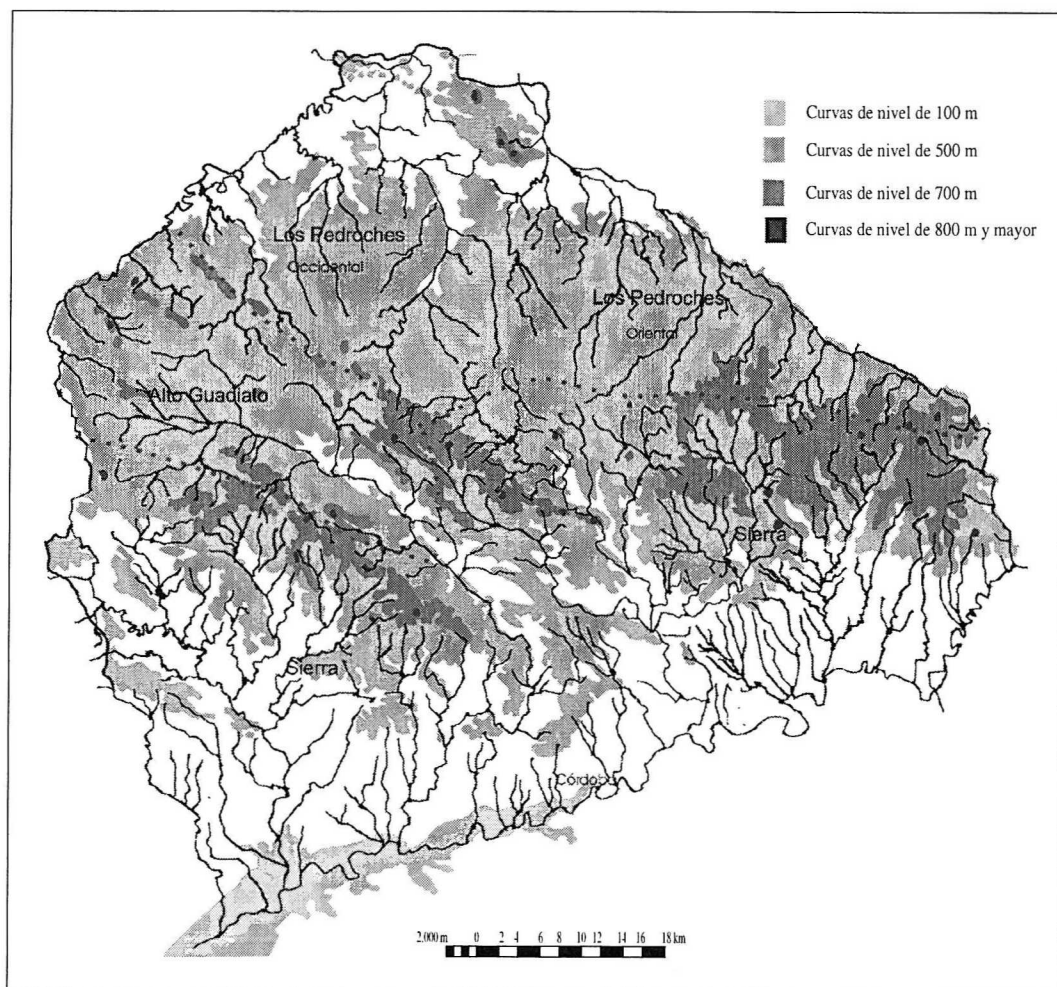 Curvas de nivel de 100 m
Curvas de nivel de 500 m
Curvas de nivel de 700 m
Curvas de nivel de 800 m y mayor
Los Pedroches
Occidental
Los Pedroches
Oriental
Alto Guadiato
Sierra
Sierra
Córdoba
2,000 m 0 2 4 6 8 10 12 14 16 18 km